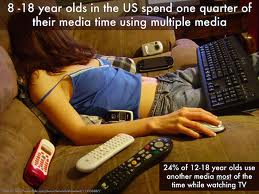 8 -18 year olds in the US spend one quarter of
their media time using multiple media
24% of 12-18 year olds use
another media most of the
time while watching TV